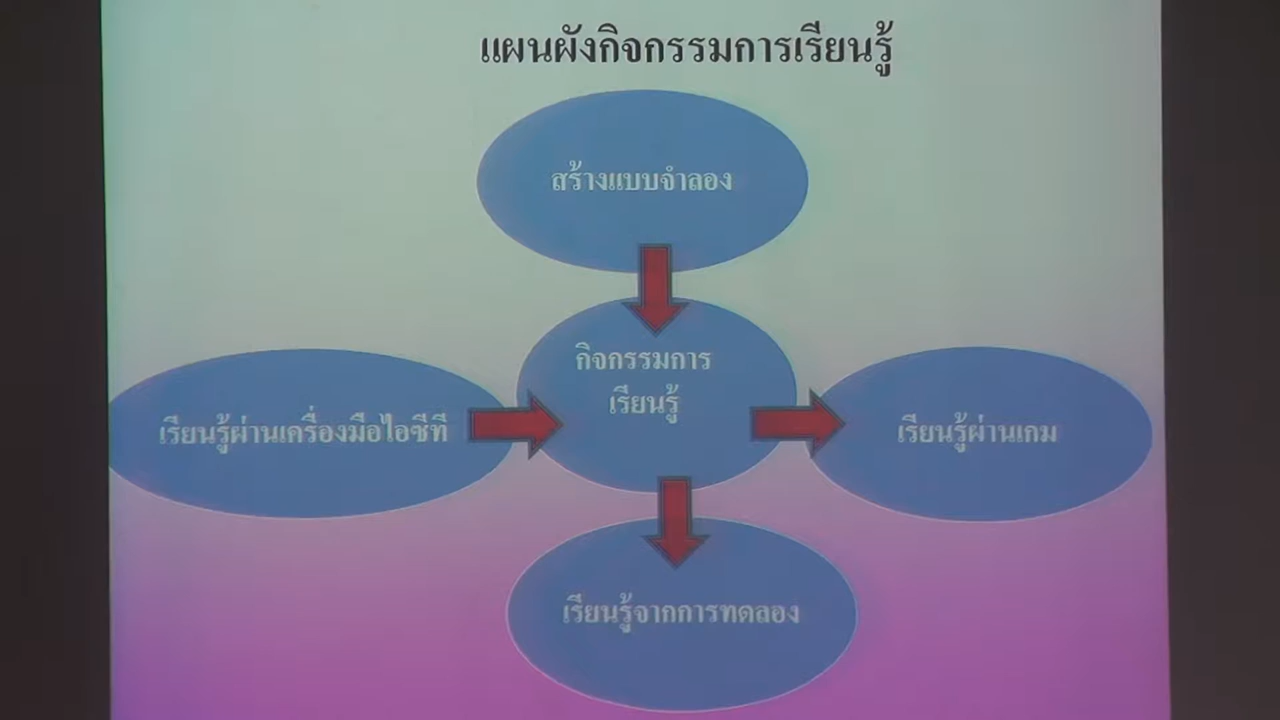 แผนผังกิจกรรมการเรียนรู้
สร้างแบบจำลอง
กิจกรรมการ
เรียนรู้
เรียนรู้ผ่านเครื่องมือไอซีที
เรียนรู้ผ่านเกม
เรียนรู้จากการทดลอง